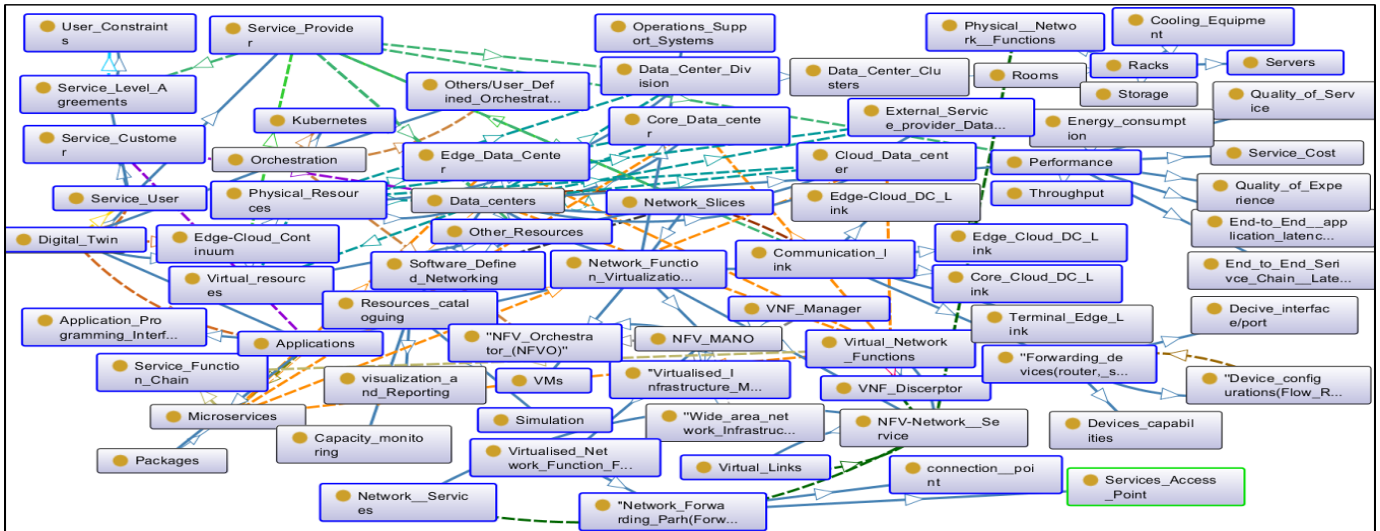 User_Constraint
s
Service_Provide
r
Operations_Sup
port_Systems
Physical__Netwo
rk__Functions
Cooling_Equipme
nt
Service_Level_A
greements
Others/User_Def
ined_Orchestrat...
Data_Center_Div
ision
Data_Center_Clu
sters
Rooms
Racks
Servers
Storage
Quality_of_Serv
ice
Service_Custome
r
Kubernetes
Core_Data_cente
r
External_Servic
e_provider_Data...
Energy_consumpt
ion
Orchestration
Edge_Data_Cente
r
Cloud_Data_cent
er
Performance
Service_Cost
Service_User
Physical_Resour
ces
Data_centers
Network_Slices
Edge-Cloud_DC_L
ink
Throughput
Quality_of_Expe
rience
Digital_Twin
Edge-Cloud_Cont
inuum
Other_Resources
Communication_l
ink
Edge_Cloud_DC_L
ink
End-to_End__app
lication_latenc...
Virtual_resourc
es
Software_Define
d_Networking
Network_Functio
n_Virtualizatio...
Core_Cloud_DC_L
ink
End_to_End_Seri
vce_Chain__Late...
Resources_catal
oguing
VNF_Manager
Terminal_Edge_L
ink
Decive_interfac
e/port
Application_Pro
gramming_Interf...
Applications
"NFV_Orchestra
tor_(NFVO)"
NFV_MANO
Virtual_Network
_Functions
"Forwarding_de
vices(router,_s...
Service_Functio
n_Chain
visualization_a
nd_Reporting
VMs
"Virtualised_I
nfrastructure_M...
VNF_Discerptor
"Device_config
urations(Flow_R...
Microservices
Simulation
"Wide_area_net
work_Infrastruc...
NFV-Network__Se
rvice
Devices_capabil
ities
Capacity_monito
ring
Packages
Virtualised_Net
work_Function_F...
Virtual_Links
connection__poi
nt
Services_Access
_Point
Network__Servic
es
"Network_Forwa
rding_Parh(Forw...